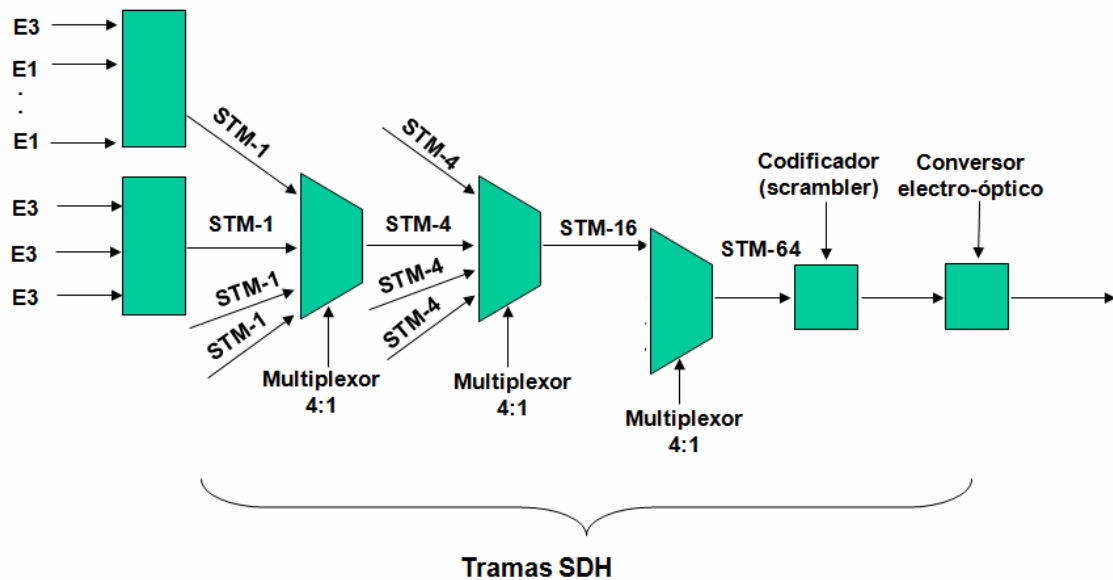 E3
E1
.
.
E1
E3
E3
E3
STM-1
STM-1
STM-1
STM-1
Multiplexor
4:1
STM-4
STM-4
STM-4
STM-4
Multiplexor
4:1
STM-16
Multiplexor
4:1
STM-64
Codificador
(scrambler)
Conversor
electro-óptico
Tramas SDH